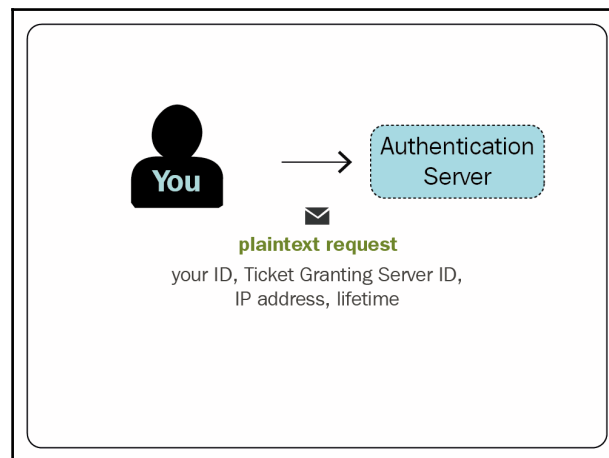 You
Authentication
Server
plaintext request
your ID, Ticket Granting Server ID,
IP address, lifetime